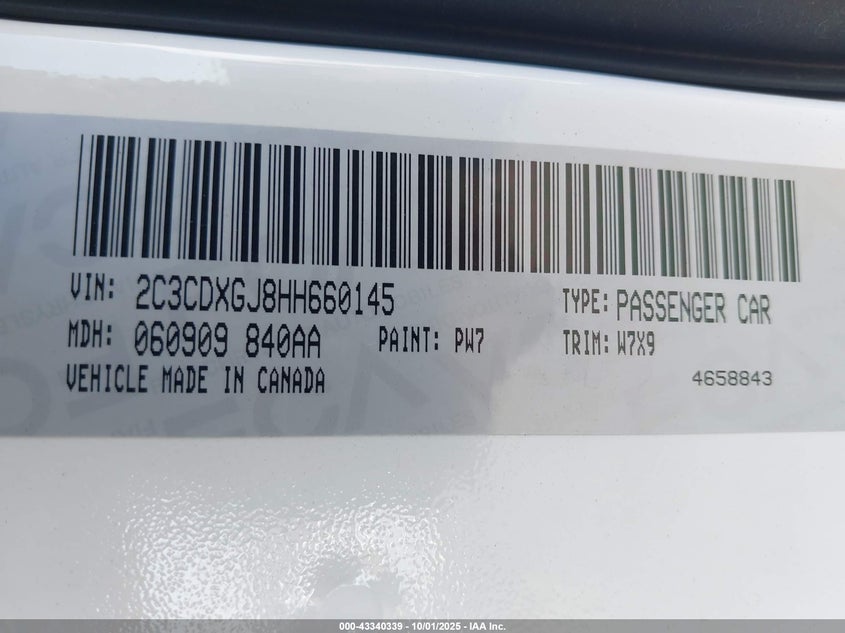 VIN: 2C3CDXGJ8HH660145 TYPE: PASSENGER CAR
MDH: 060909 840AA PAINT: PW7 TRIM: W7X9
VEHICLE MADE IN CANADA 4658843
000-43340339 - 10/01/2025 - IAA Inc.